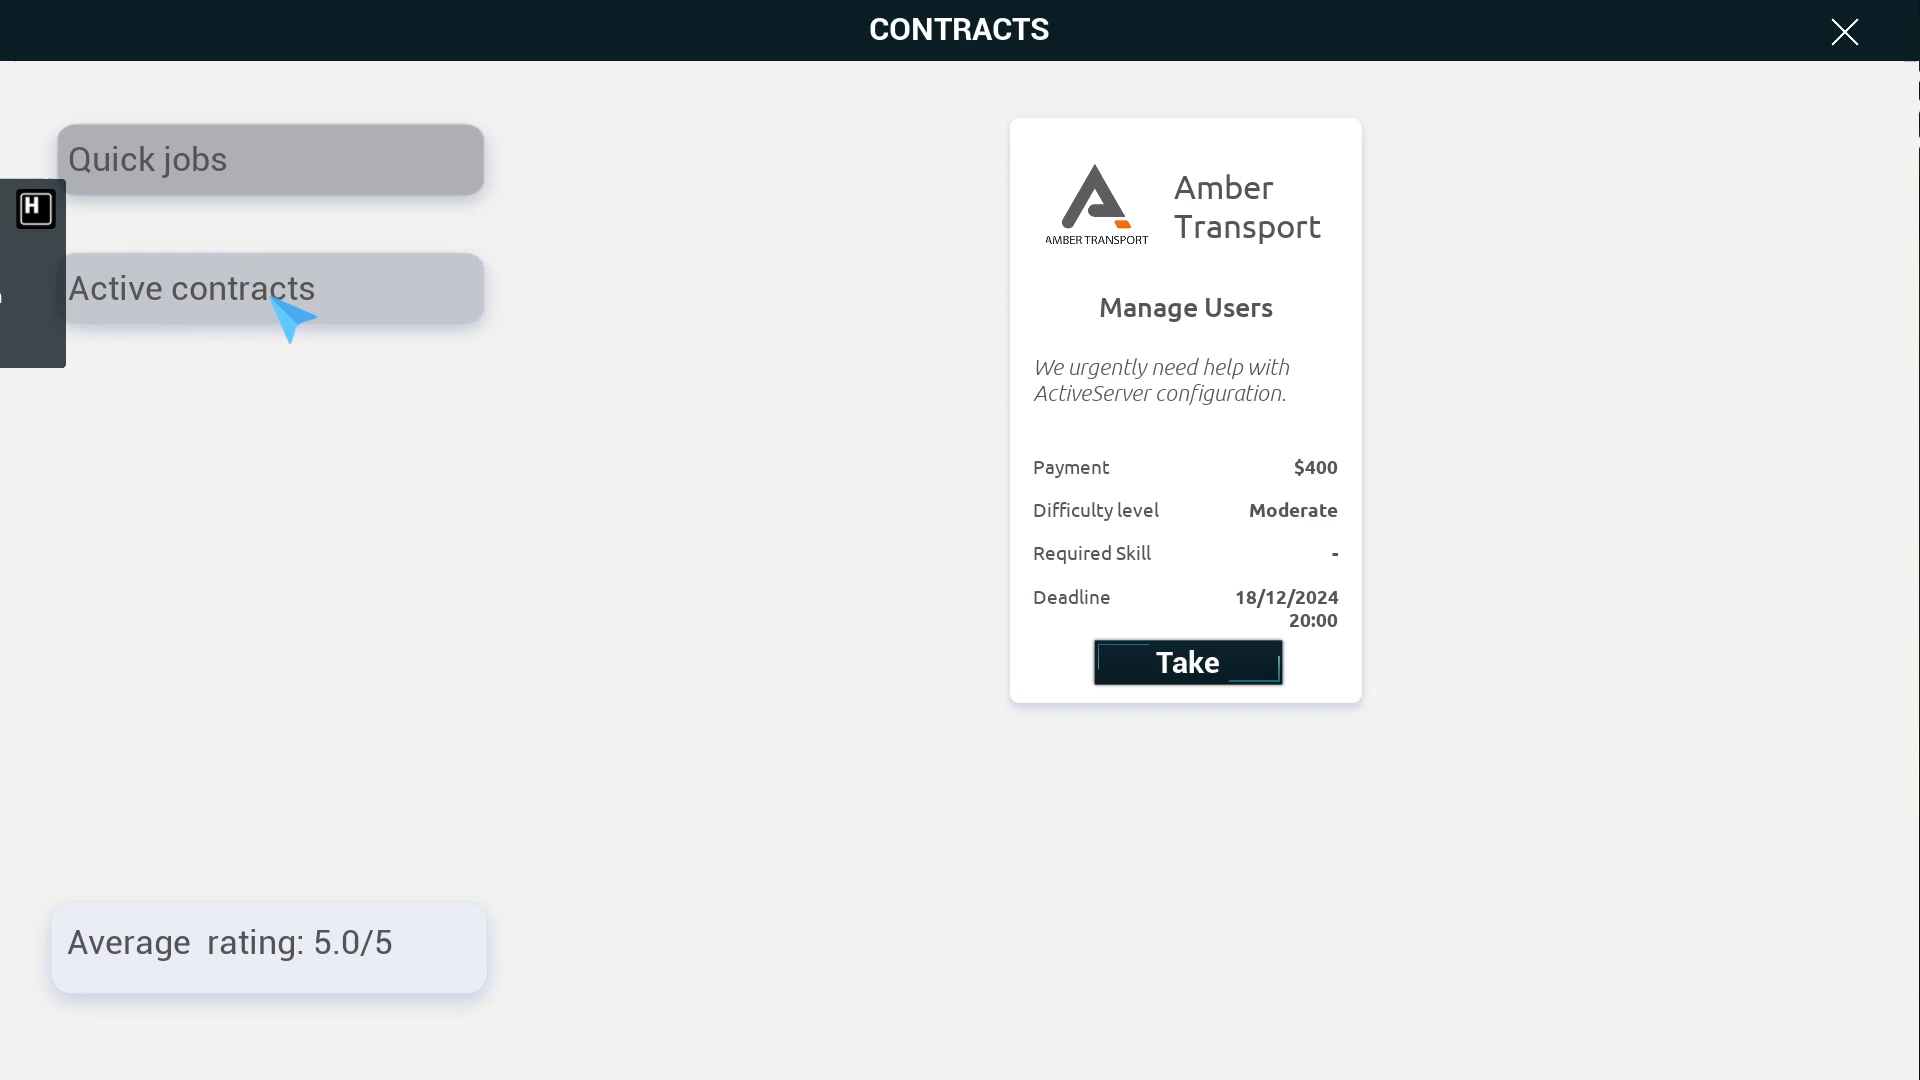 CONTRACTS
Quick jobs
H
Active contracts
AMBER TRANSPORT
Amber
Transport
Manage Users
We urgently need help with
ActiveServer configuration.
Payment $400
Difficulty level Moderate
Required Skill -
Deadline 18/12/2024
20:00
Take
Average rating: 5.0/5